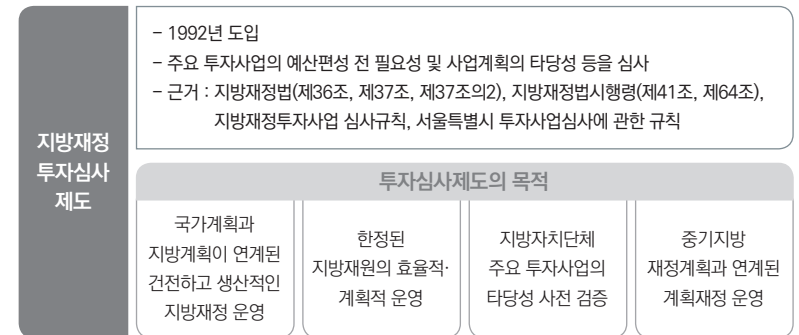 지방재정
투자심사
제도
– 1992년 도입
– 주요 투자사업의 예산편성 전 필요성 및 사업계획의 타당성 등을 심사
– 근거 : 지방재정법(제36조, 제37조, 제37조의2), 지방재정법시행령(제41조, 제64조),
지방재정투자사업 심사규칙, 서울특별시 투자사업심사에 관한 규칙
투자심사제도의 목적
국가계획과
지방계획이 연계된
건전하고 생산적인
지방재정 운영
한정된
지방재원의 효율적·
계획적 운영
지방자치단체
주요 투자사업의
타당성 사전 검증
중기지방
재정계획과 연계된
계획재정 운영